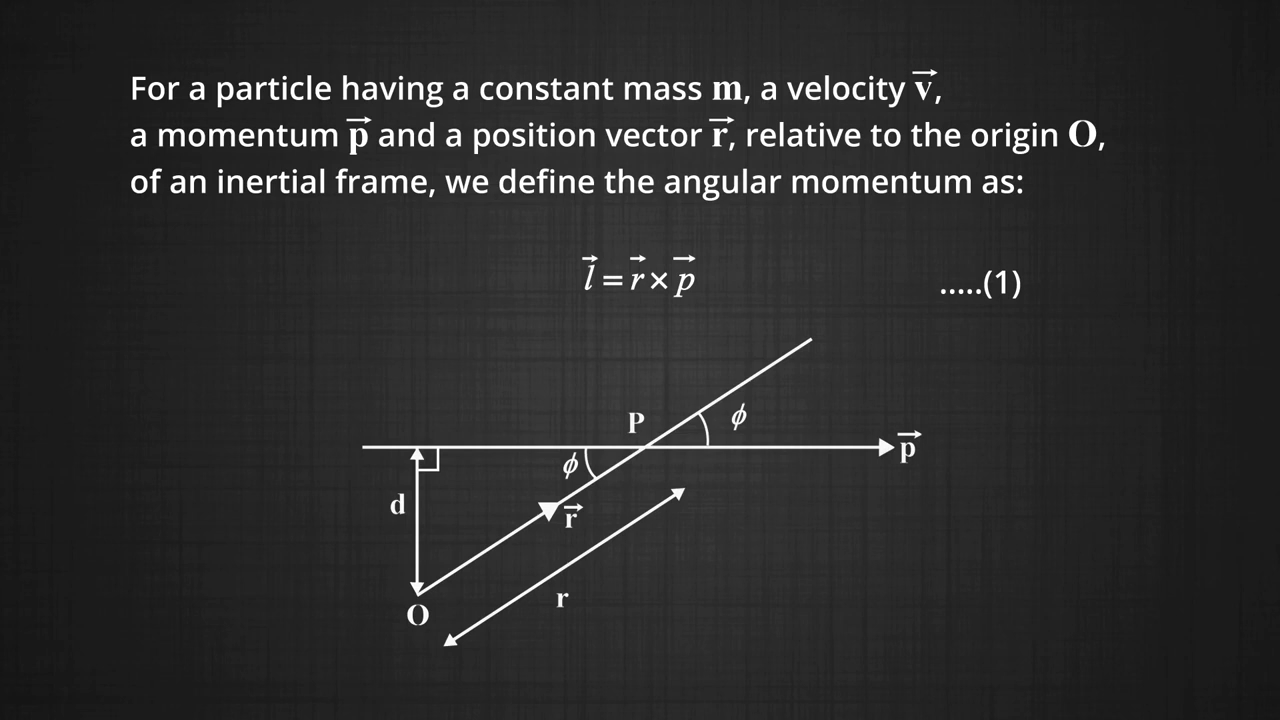 For a particle having a constant mass m, a velocity v⃗,
a momentum p⃗ and a position vector r⃗, relative to the origin O,
of an inertial frame, we define the angular momentum as:
l⃗ = r⃗ × p⃗ .....(1)
P
ϕ
p⃗
ϕ
d
r⃗
r
O